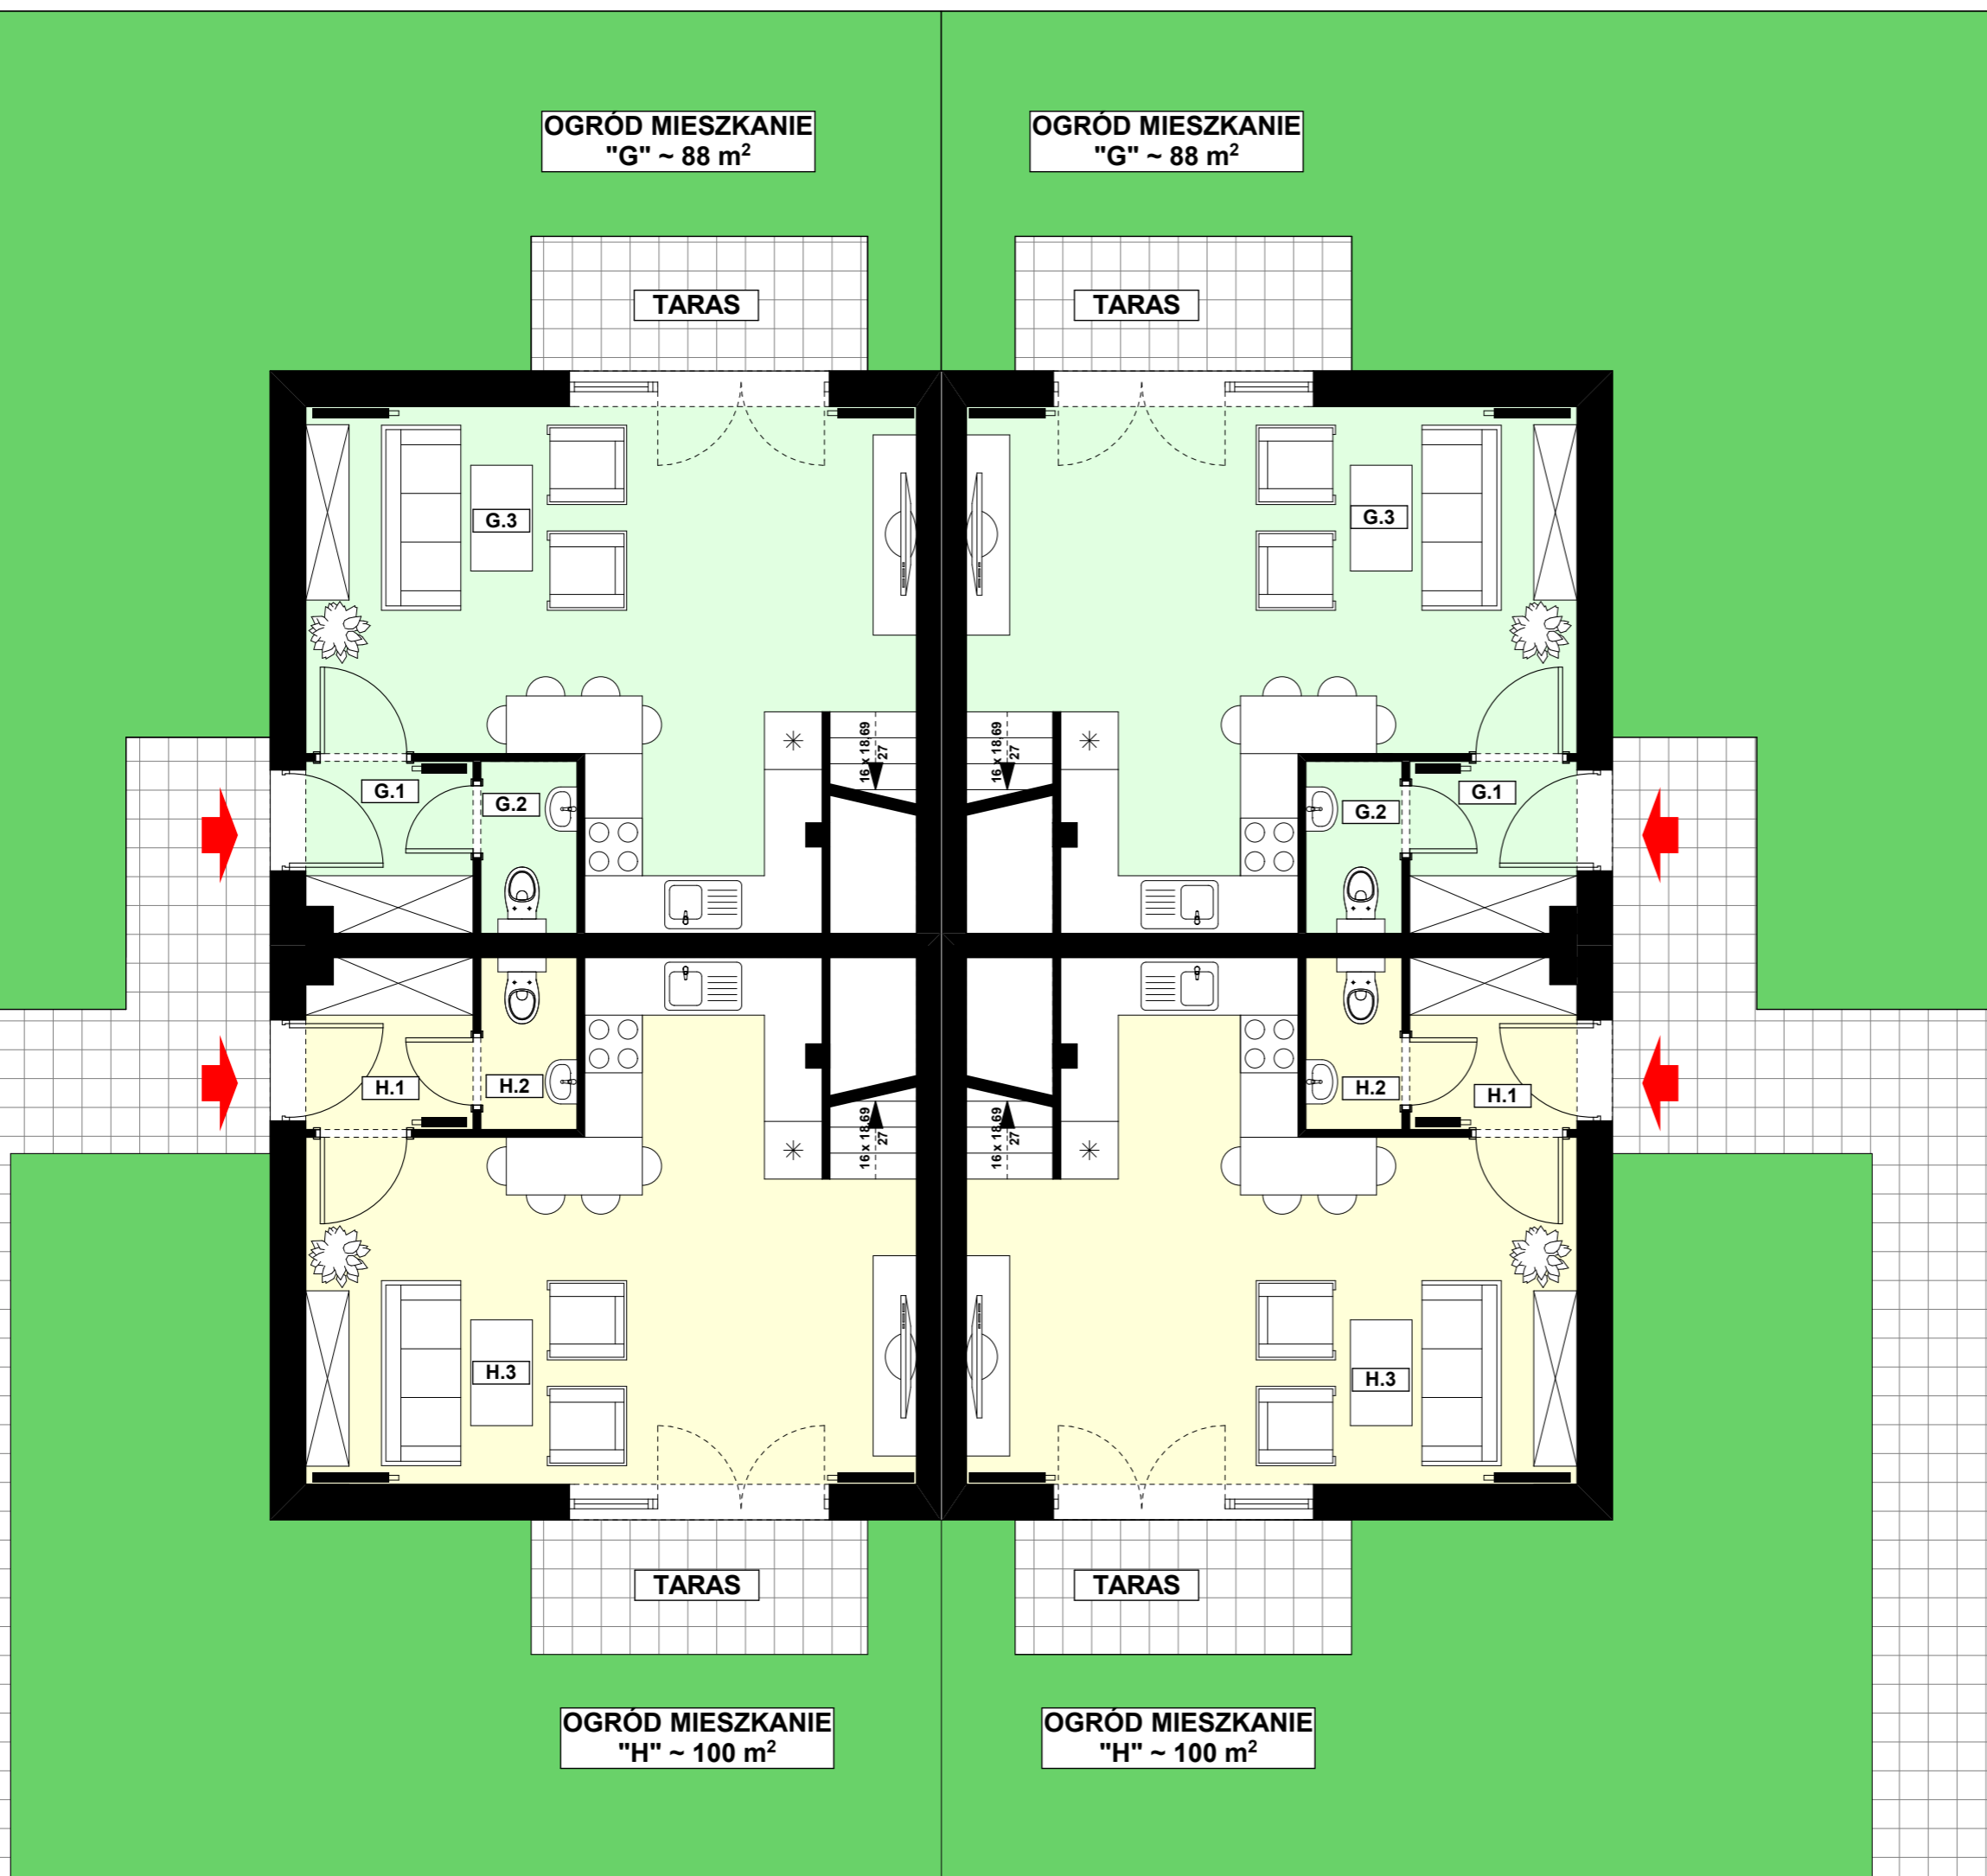 OGRÓD MIESZKANIE
"G" ~ 88 m²
OGRÓD MIESZKANIE
"G" ~ 88 m²
TARAS
TARAS
G.3
G.3
16 x 18,69
27
16 x 18,69
27
G.1
G.2
G.2
G.1
H.1
H.2
H.2
H.1
16 x 18,69
27
16 x 18,69
27
H.3
H.3
TARAS
TARAS
OGRÓD MIESZKANIE
"H" ~ 100 m²
OGRÓD MIESZKANIE
"H" ~ 100 m²